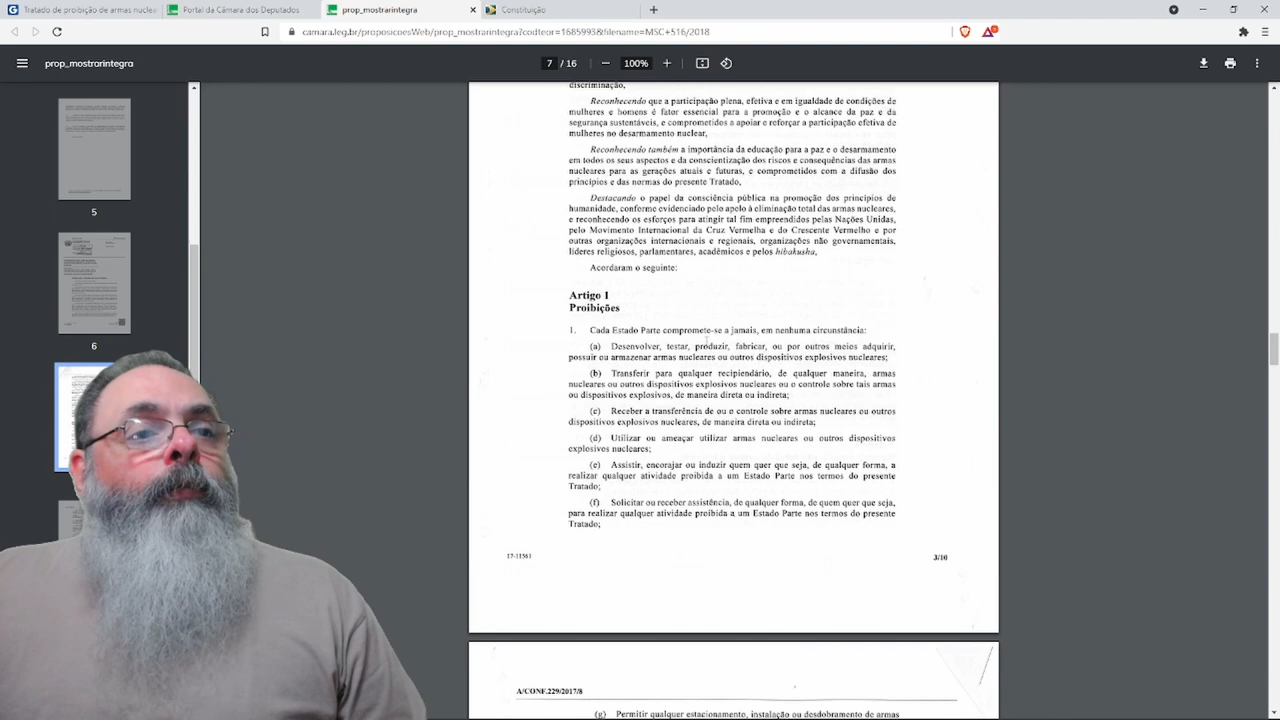 Tratado de proibição de armas nuclea
Portal da Câmara dos Deputados
prop_mostrarintegra
Constituição
camara.leg.br/proposicoesWeb/prop_mostrarintegra?codteor=1685993&filename=MSC+516/2018
prop_mostrarintegra
7 / 16
100%
5
6
discriminação,
Reconhecendo que a participação plena, efetiva e em igualdade de condições de
mulheres e homens é fator essencial para a promoção e o alcance da paz e da
segurança sustentáveis, e comprometidos a apoiar e reforçar a participação efetiva de
mulheres no desarmamento nuclear,
Reconhecendo também a importância da educação para a paz e o desarmamento
em todos os seus aspectos e da conscientização dos riscos e consequências das armas
nucleares para as gerações atuais e futuras, e comprometidos com a difusão dos
princípios e das normas do presente Tratado,
Destacando o papel da consciência pública na promoção dos princípios de
humanidade, conforme evidenciado pelo apelo à eliminação total das armas nucleares,
e reconhecendo os esforços para atingir tal fim empreendidos pelas Nações Unidas,
pelo Movimento Internacional da Cruz Vermelha e do Crescente Vermelho e por
outras organizações internacionais e regionais, organizações não governamentais,
líderes religiosos, parlamentares, acadêmicos e pelos hibakusha,
Acordaram o seguinte:
Artigo 1
Proibições
1. Cada Estado Parte compromete-se a jamais, em nenhuma circunstância:
(a) Desenvolver, testar, produzir, fabricar, ou por outros meios adquirir,
possuir ou armazenar armas nucleares ou outros dispositivos explosivos nucleares;
(b) Transferir para qualquer recipiendário, de qualquer maneira, armas
nucleares ou outros dispositivos explosivos nucleares ou o controle sobre tais armas
ou dispositivos explosivos, de maneira direta ou indireta;
(c) Receber a transferência de ou o controle sobre armas nucleares ou outros
dispositivos explosivos nucleares, de maneira direta ou indireta;
(d) Utilizar ou ameaçar utilizar armas nucleares ou outros dispositivos
explosivos nucleares;
(e) Assistir, encorajar ou induzir quem quer que seja, de qualquer forma, a
realizar qualquer atividade proibida a um Estado Parte nos termos do presente
Tratado;
(f) Solicitar ou receber assistência, de qualquer forma, de quem quer que seja,
para realizar qualquer atividade proibida a um Estado Parte nos termos do presente
Tratado;
17-11561
3/10
A/CONF.229/2017/8
(g) Permitir qualquer estacionamento, instalação ou desdobramento de armas